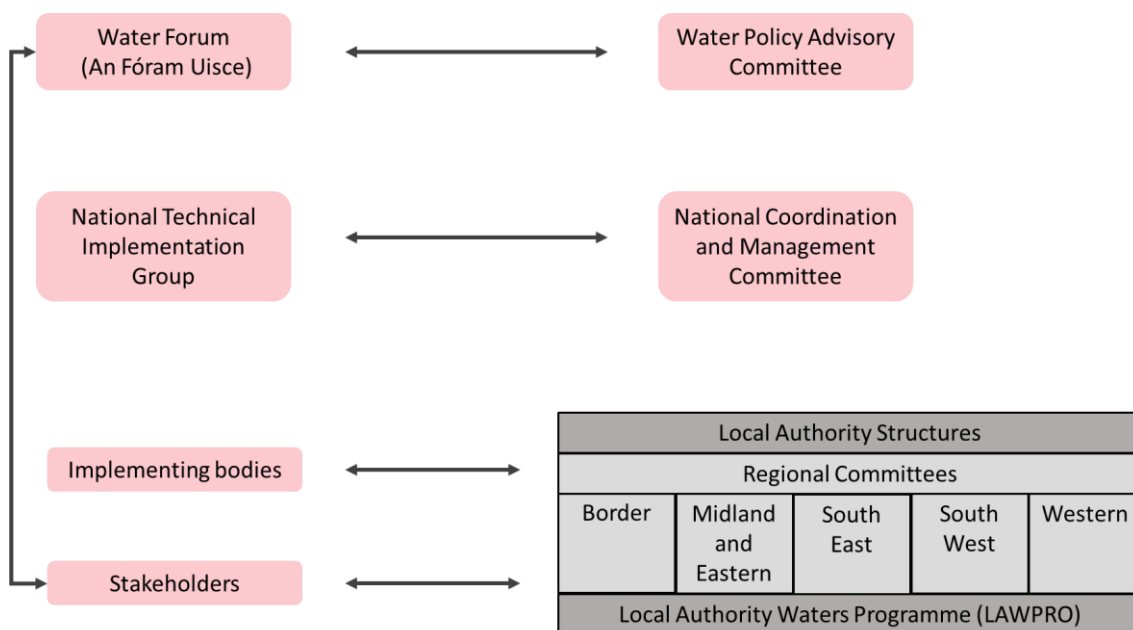 Water Forum
(An Fóram Uisce)
Water Policy Advisory
Committee
National Technical
Implementation
Group
National Coordination
and Management
Committee
Local Authority Structures
Implementing bodies
Regional Committees
Border
Midland
and
Eastern
South
East
South
West
Western
Stakeholders
Local Authority Waters Programme (LAWPRO)